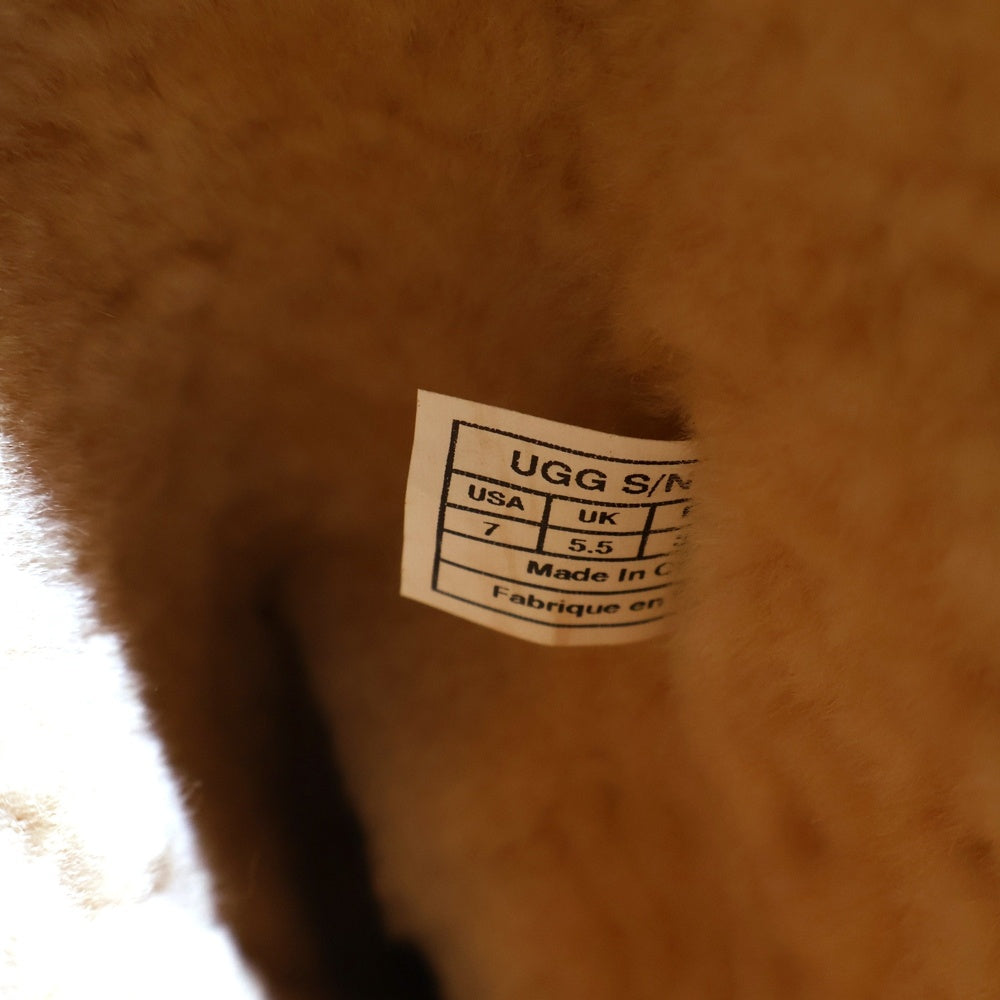 UGG S/N
USA UK
7 5.5
Made In
Fabrique en